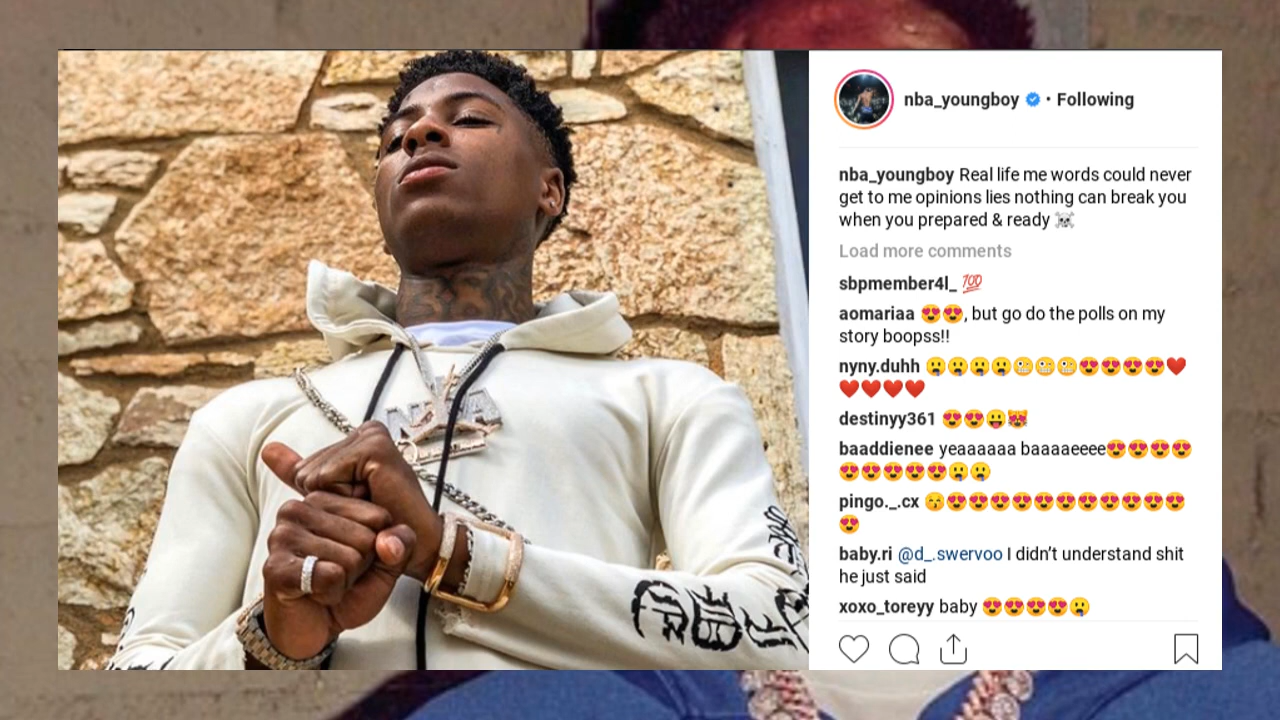 nba_youngboy • Following
nba_youngboy Real life me words could never
get to me opinions lies nothing can break you
when you prepared & ready ☠️
Load more comments
sbpmember4l_ 💯
aomariaa 😍😍, but go do the polls on my
story boopss!!
nyny.duhh 🤤🤤🤤🤤😬😬😬😍😍😍😍❤️
❤️❤️❤️❤️
destinyy361 😍😍😛😻
baaddienee yeaaaaaa baaaaeeee😍😍😍😍
😍😍😍😍😍🤤🤤
pingo._.cx 😙😍😍😍😍😍😍😍😍😍😍😍
😍
baby.ri @d_.swervoo I didn’t understand shit
he just said
xoxo_toreyy baby 😍😍😍😍🤤
NBA